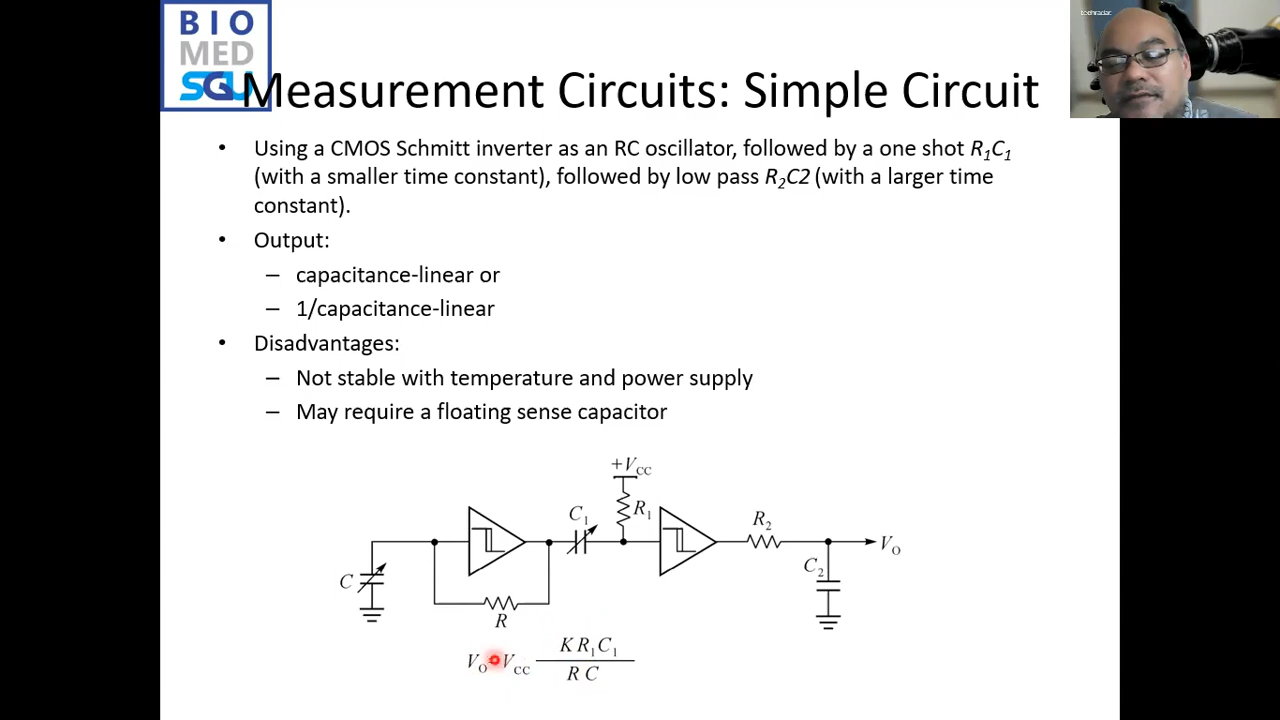 BIO
MED
SGU
techradar
Measurement Circuits: Simple Circuit
• Using a CMOS Schmitt inverter as an RC oscillator, followed by a one shot R₁C₁
(with a smaller time constant), followed by low pass R₂C2 (with a larger time
constant).
• Output:
– capacitance-linear or
– 1/capacitance-linear
• Disadvantages:
– Not stable with temperature and power supply
– May require a floating sense capacitor
+V_CC
C₁
R₁
R₂
V_O
C
C₂
R
K R₁C₁
V_O V_CC
R C